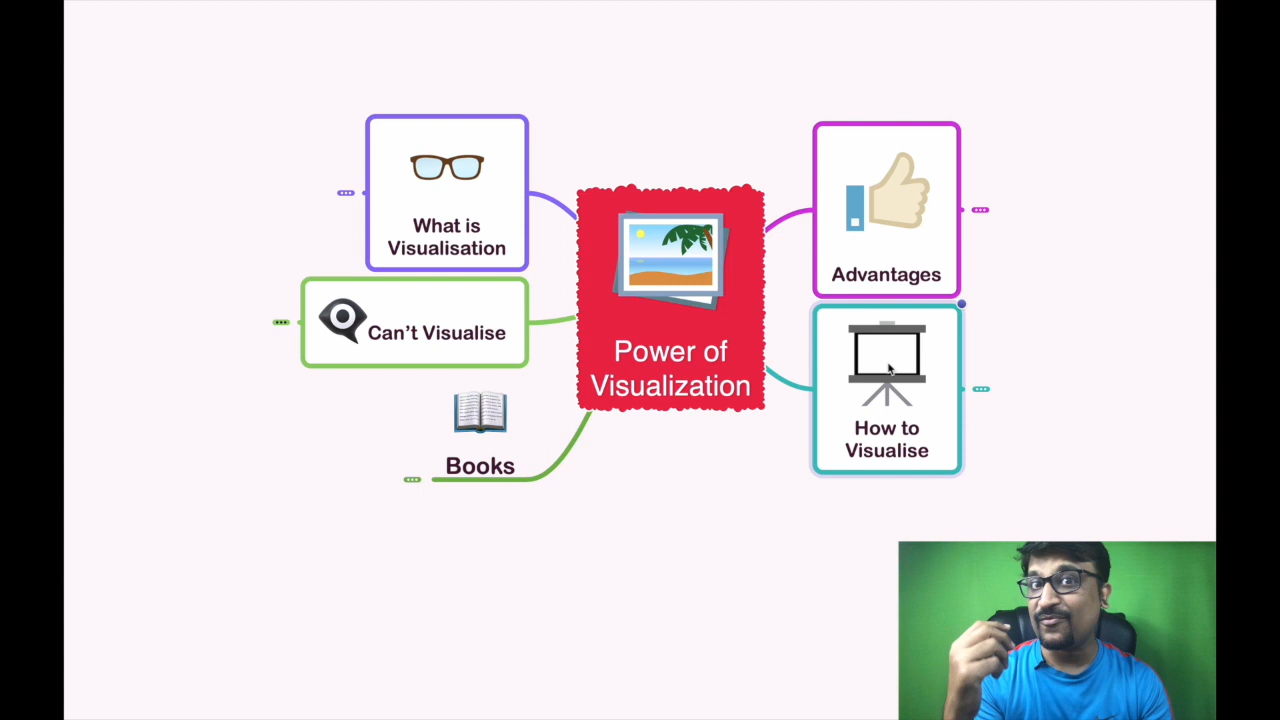 What is
Visualisation
Can't Visualise
Books
Power of
Visualization
Advantages
How to
Visualise